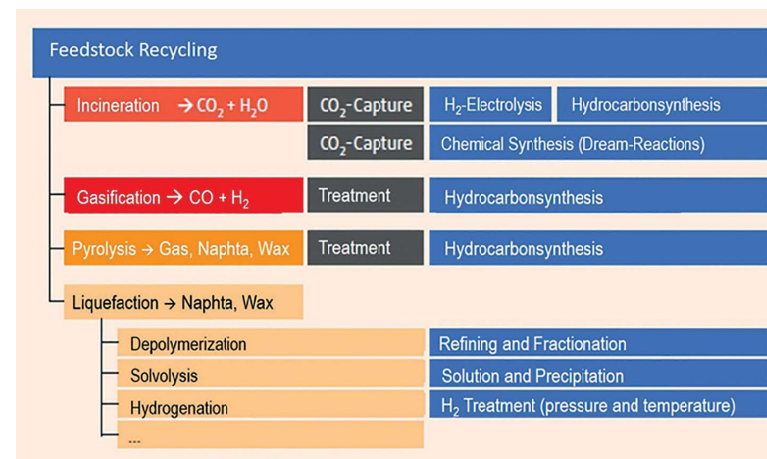 Feedstock Recycling
Incineration → CO₂ + H₂O CO₂-Capture H₂-Electrolysis Hydrocarbonsynthesis
CO₂-Capture Chemical Synthesis (Dream-Reactions)
Gasification → CO + H₂ Treatment Hydrocarbonsynthesis
Pyrolysis → Gas, Naphta, Wax Treatment Hydrocarbonsynthesis
Liquefaction → Naphta, Wax
Depolymerization Refining and Fractionation
Solvolysis Solution and Precipitation
Hydrogenation H₂ Treatment (pressure and temperature)
...